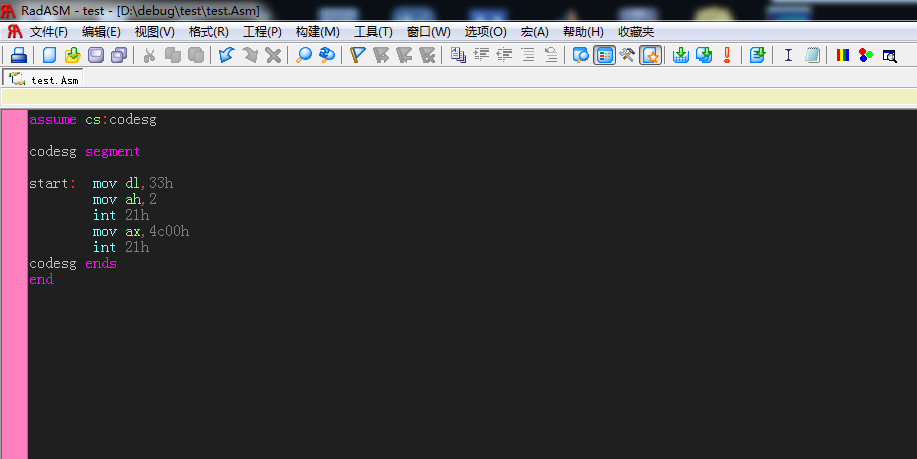 RadASM - test - [D:\debug\test\test.Asm]
文件(F) 编辑(E) 视图(V) 格式(R) 工程(P) 构建(M) 工具(T) 窗口(W) 选项(O) 宏(A) 帮助(H) 收藏夹
test.Asm
assume cs:codesg
codesg segment
start: mov dl,33h
mov ah,2
int 21h
mov ax,4c00h
int 21h
codesg ends
end